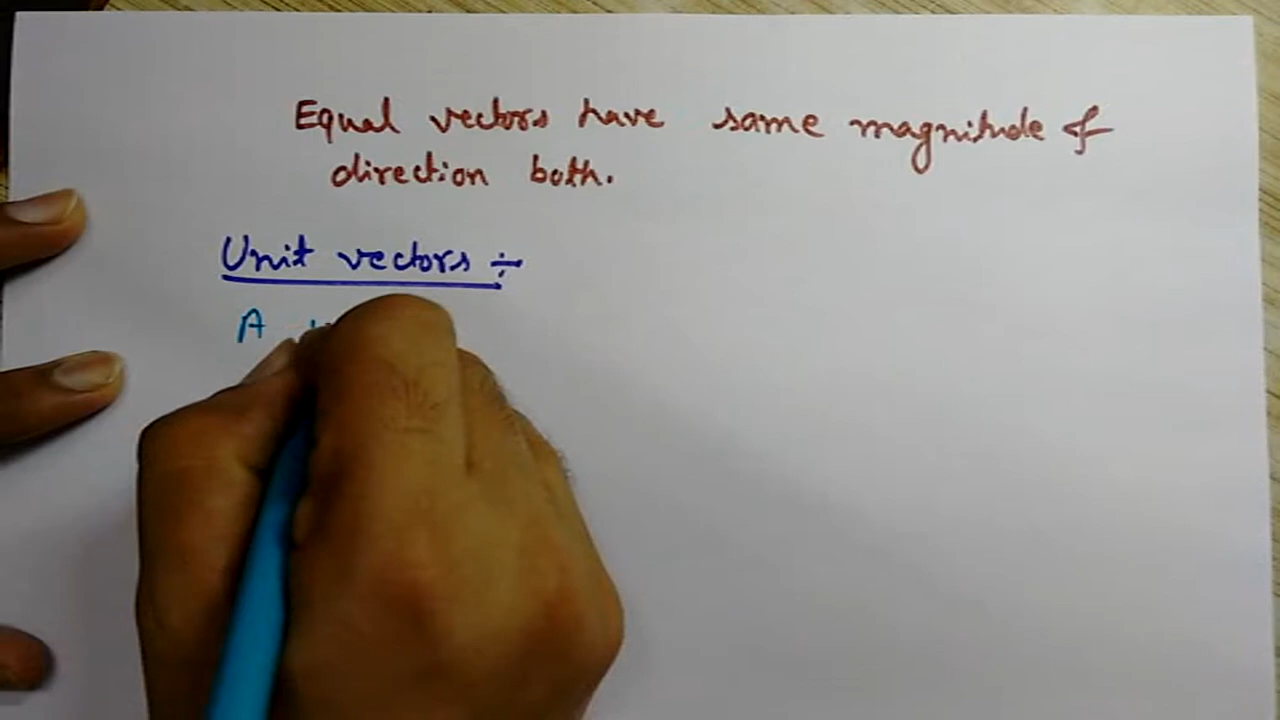 Equal vectors have same magnitude &
direction both.
Unit vectors ÷
A